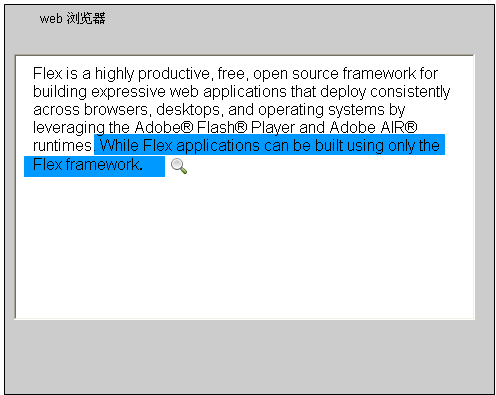 web 浏览器
Flex is a highly productive, free, open source framework for
building expressive web applications that deploy consistently
across browsers, desktops, and operating systems by
leveraging the Adobe® Flash® Player and Adobe AIR®
runtimes. While Flex applications can be built using only the
Flex framework.